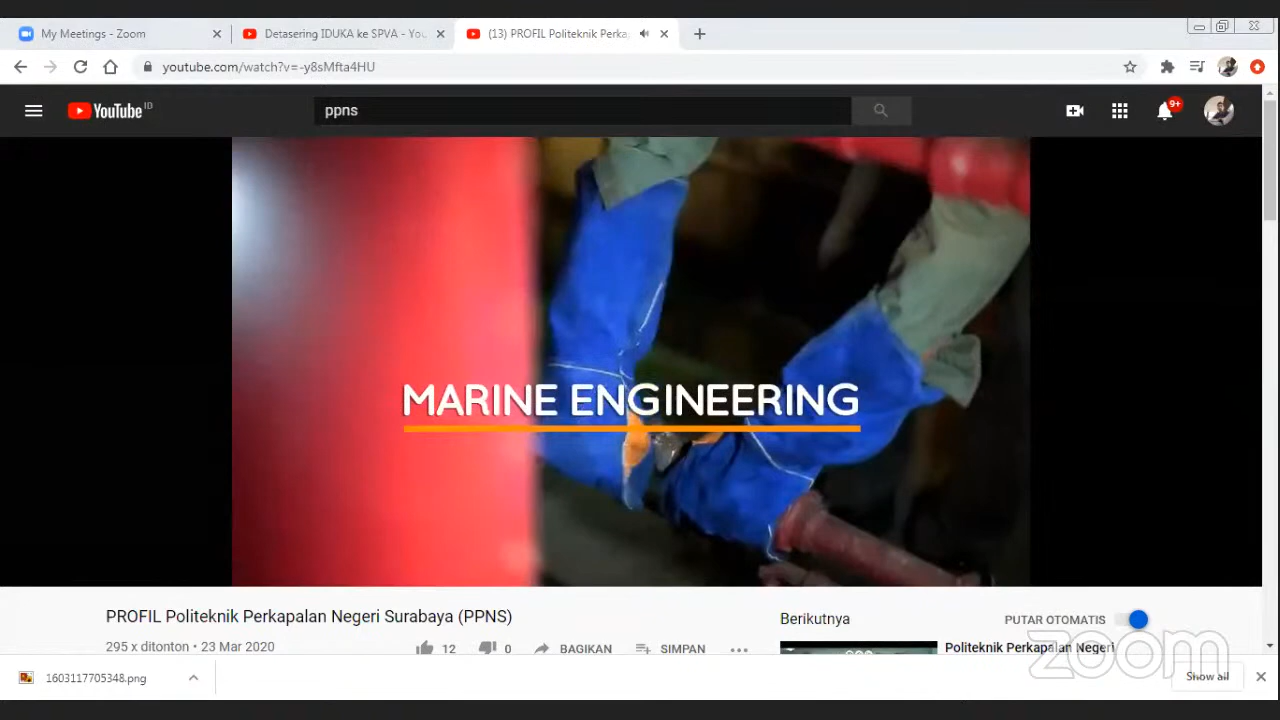 My Meetings - Zoom
Detasering IDUKA ke SPVA - You
(13) PROFIL Politeknik Perka
youtube.com/watch?v=-y8sMfta4HU
YouTube ID
ppns
9+
MARINE ENGINEERING
PROFIL Politeknik Perkapalan Negeri Surabaya (PPNS)
295 x ditonton • 23 Mar 2020
12
0
BAGIKAN
SIMPAN
Berikutnya
PUTAR OTOMATIS
Politeknik Perkapalan Negeri
zoom
1603117705348.png
Show all